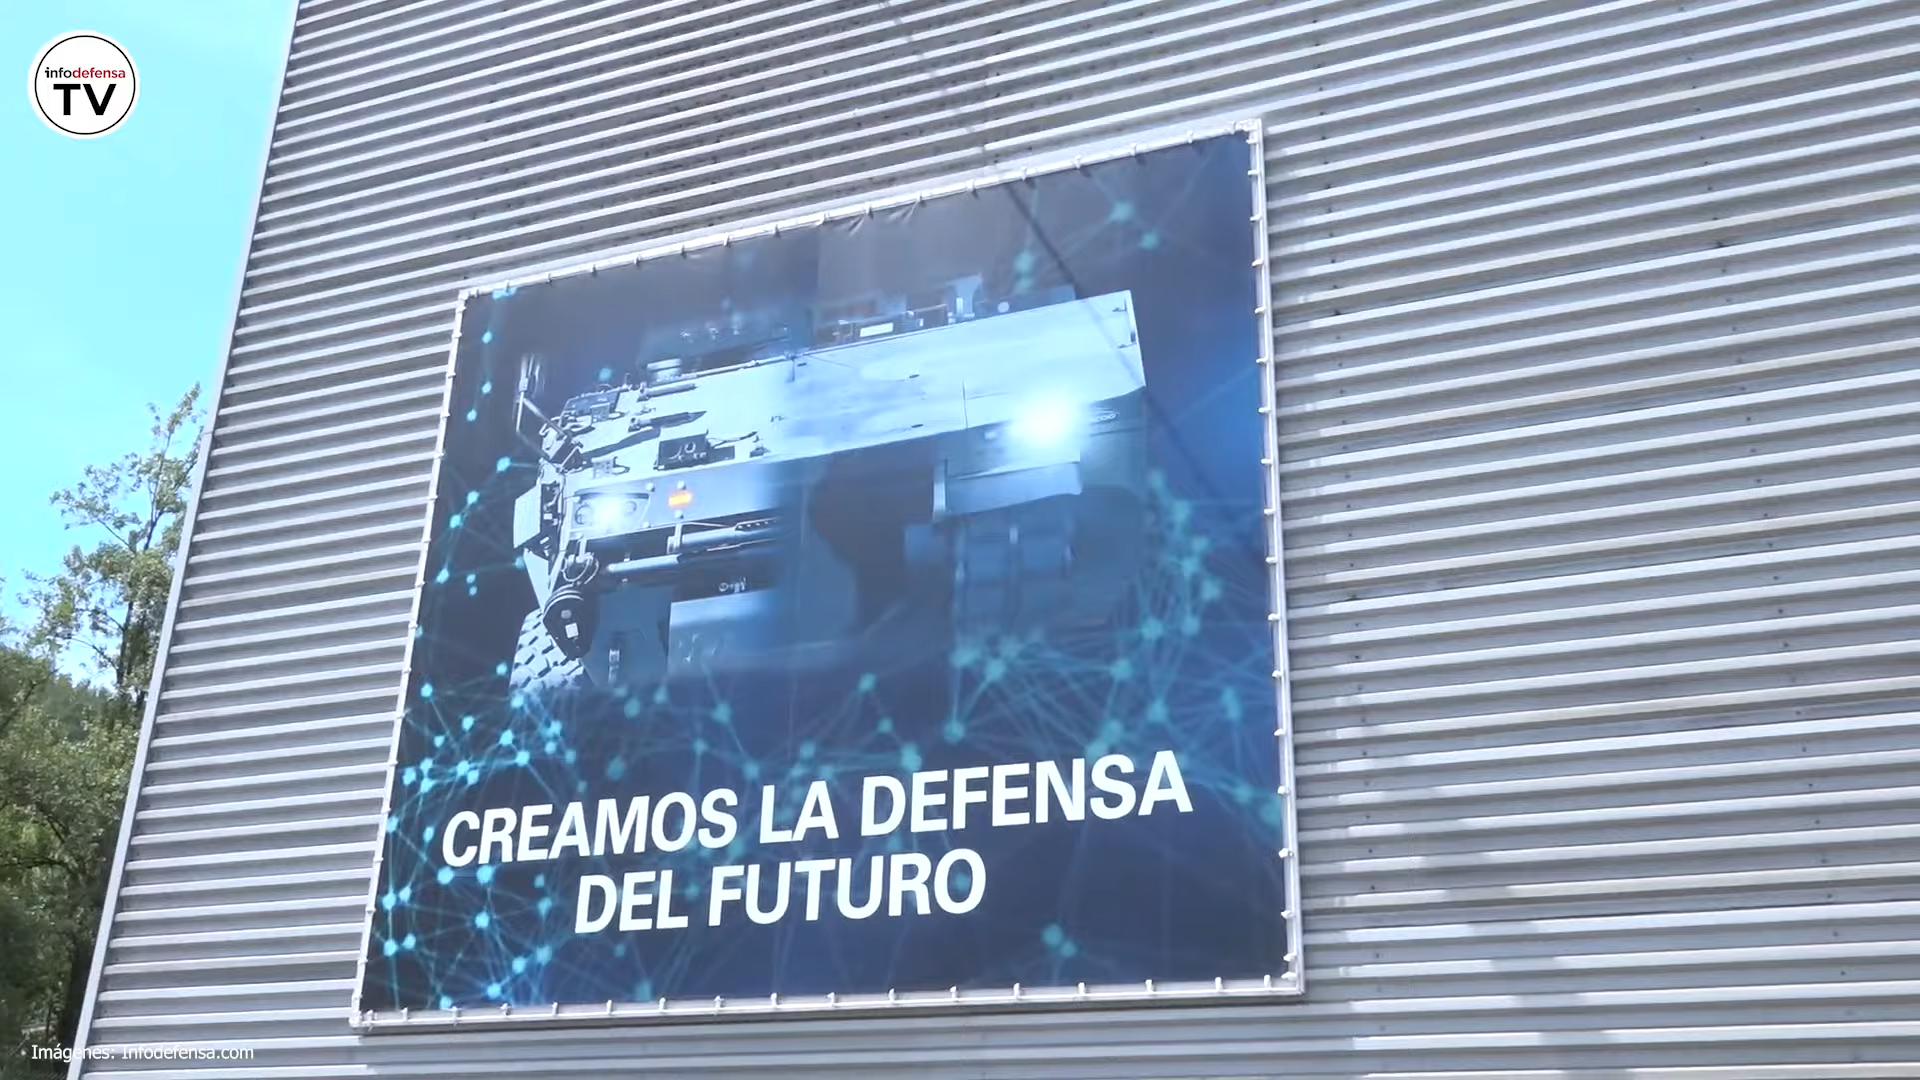 infodefensa
TV
CREAMOS LA DEFENSA
DEL FUTURO
Imágenes: Infodefensa.com